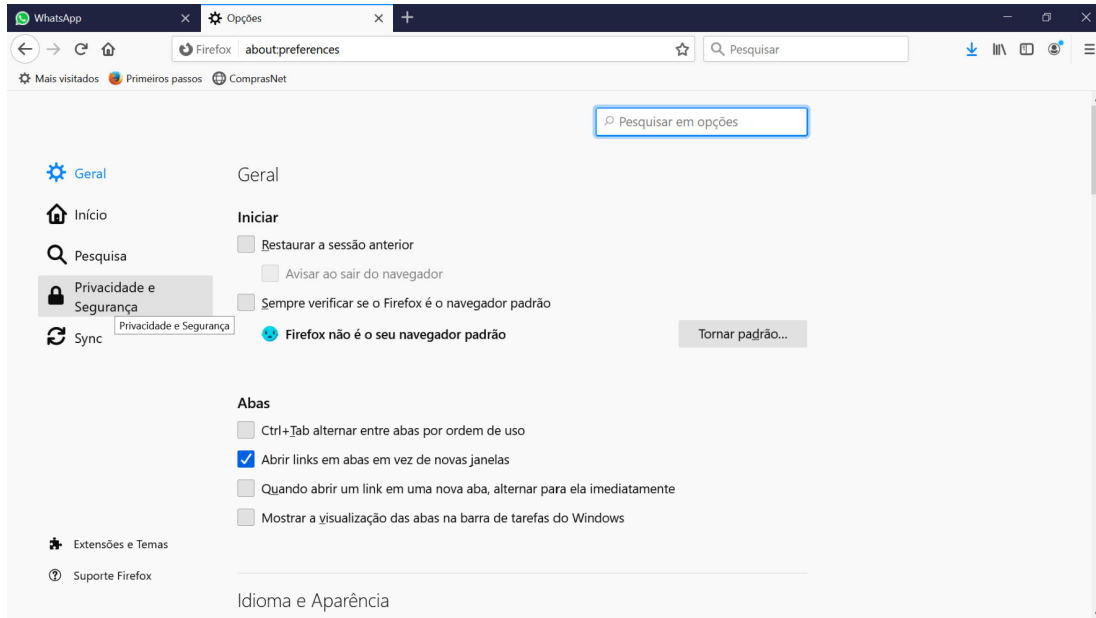 WhatsApp
Opções
Firefox about:preferences
Pesquisar
Mais visitados Primeiros passos ComprasNet
Pesquisar em opções
Geral
Início
Pesquisa
Privacidade e
Segurança
Privacidade e Segurança
Sync
Extensões e Temas
Suporte Firefox
Geral
Iniciar
Restaurar a sessão anterior
Avisar ao sair do navegador
Sempre verificar se o Firefox é o navegador padrão
Firefox não é o seu navegador padrão
Tornar padrão...
Abas
Ctrl+Tab alternar entre abas por ordem de uso
Abrir links em abas em vez de novas janelas
Quando abrir um link em uma nova aba, alternar para ela imediatamente
Mostrar a visualização das abas na barra de tarefas do Windows
Idioma e Aparência